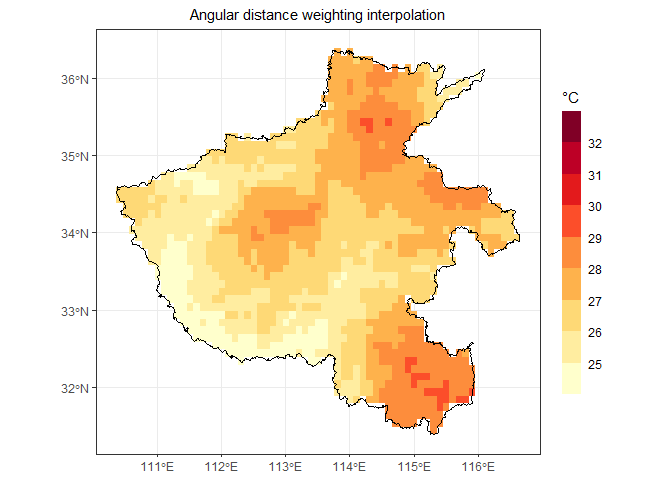 Angular distance weighting interpolation
36°N
35°N
34°N
33°N
32°N
111°E 112°E 113°E 114°E 115°E 116°E
°C
32
31
30
29
28
27
26
25